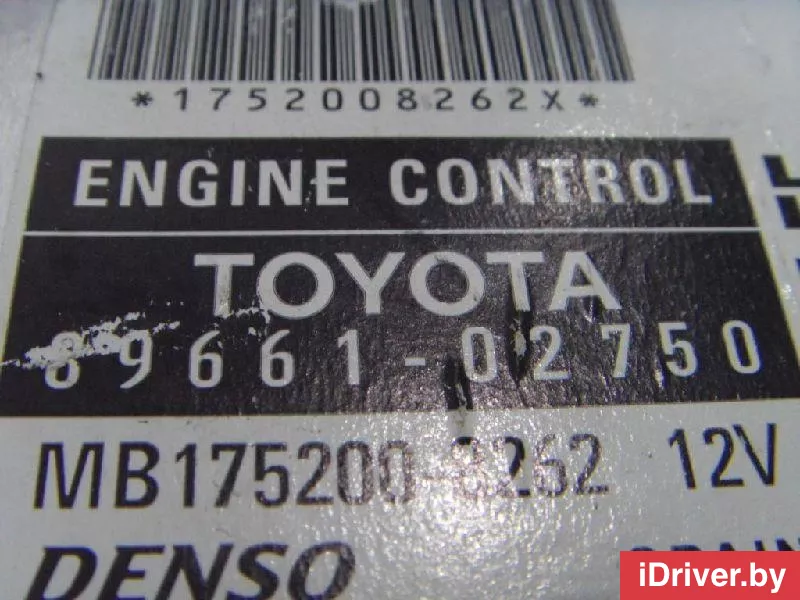 *1752008262X*
ENGINE CONTROL
TOYOTA
89661-02750
MB175200-8262 12V
DENSO
iDriver.by